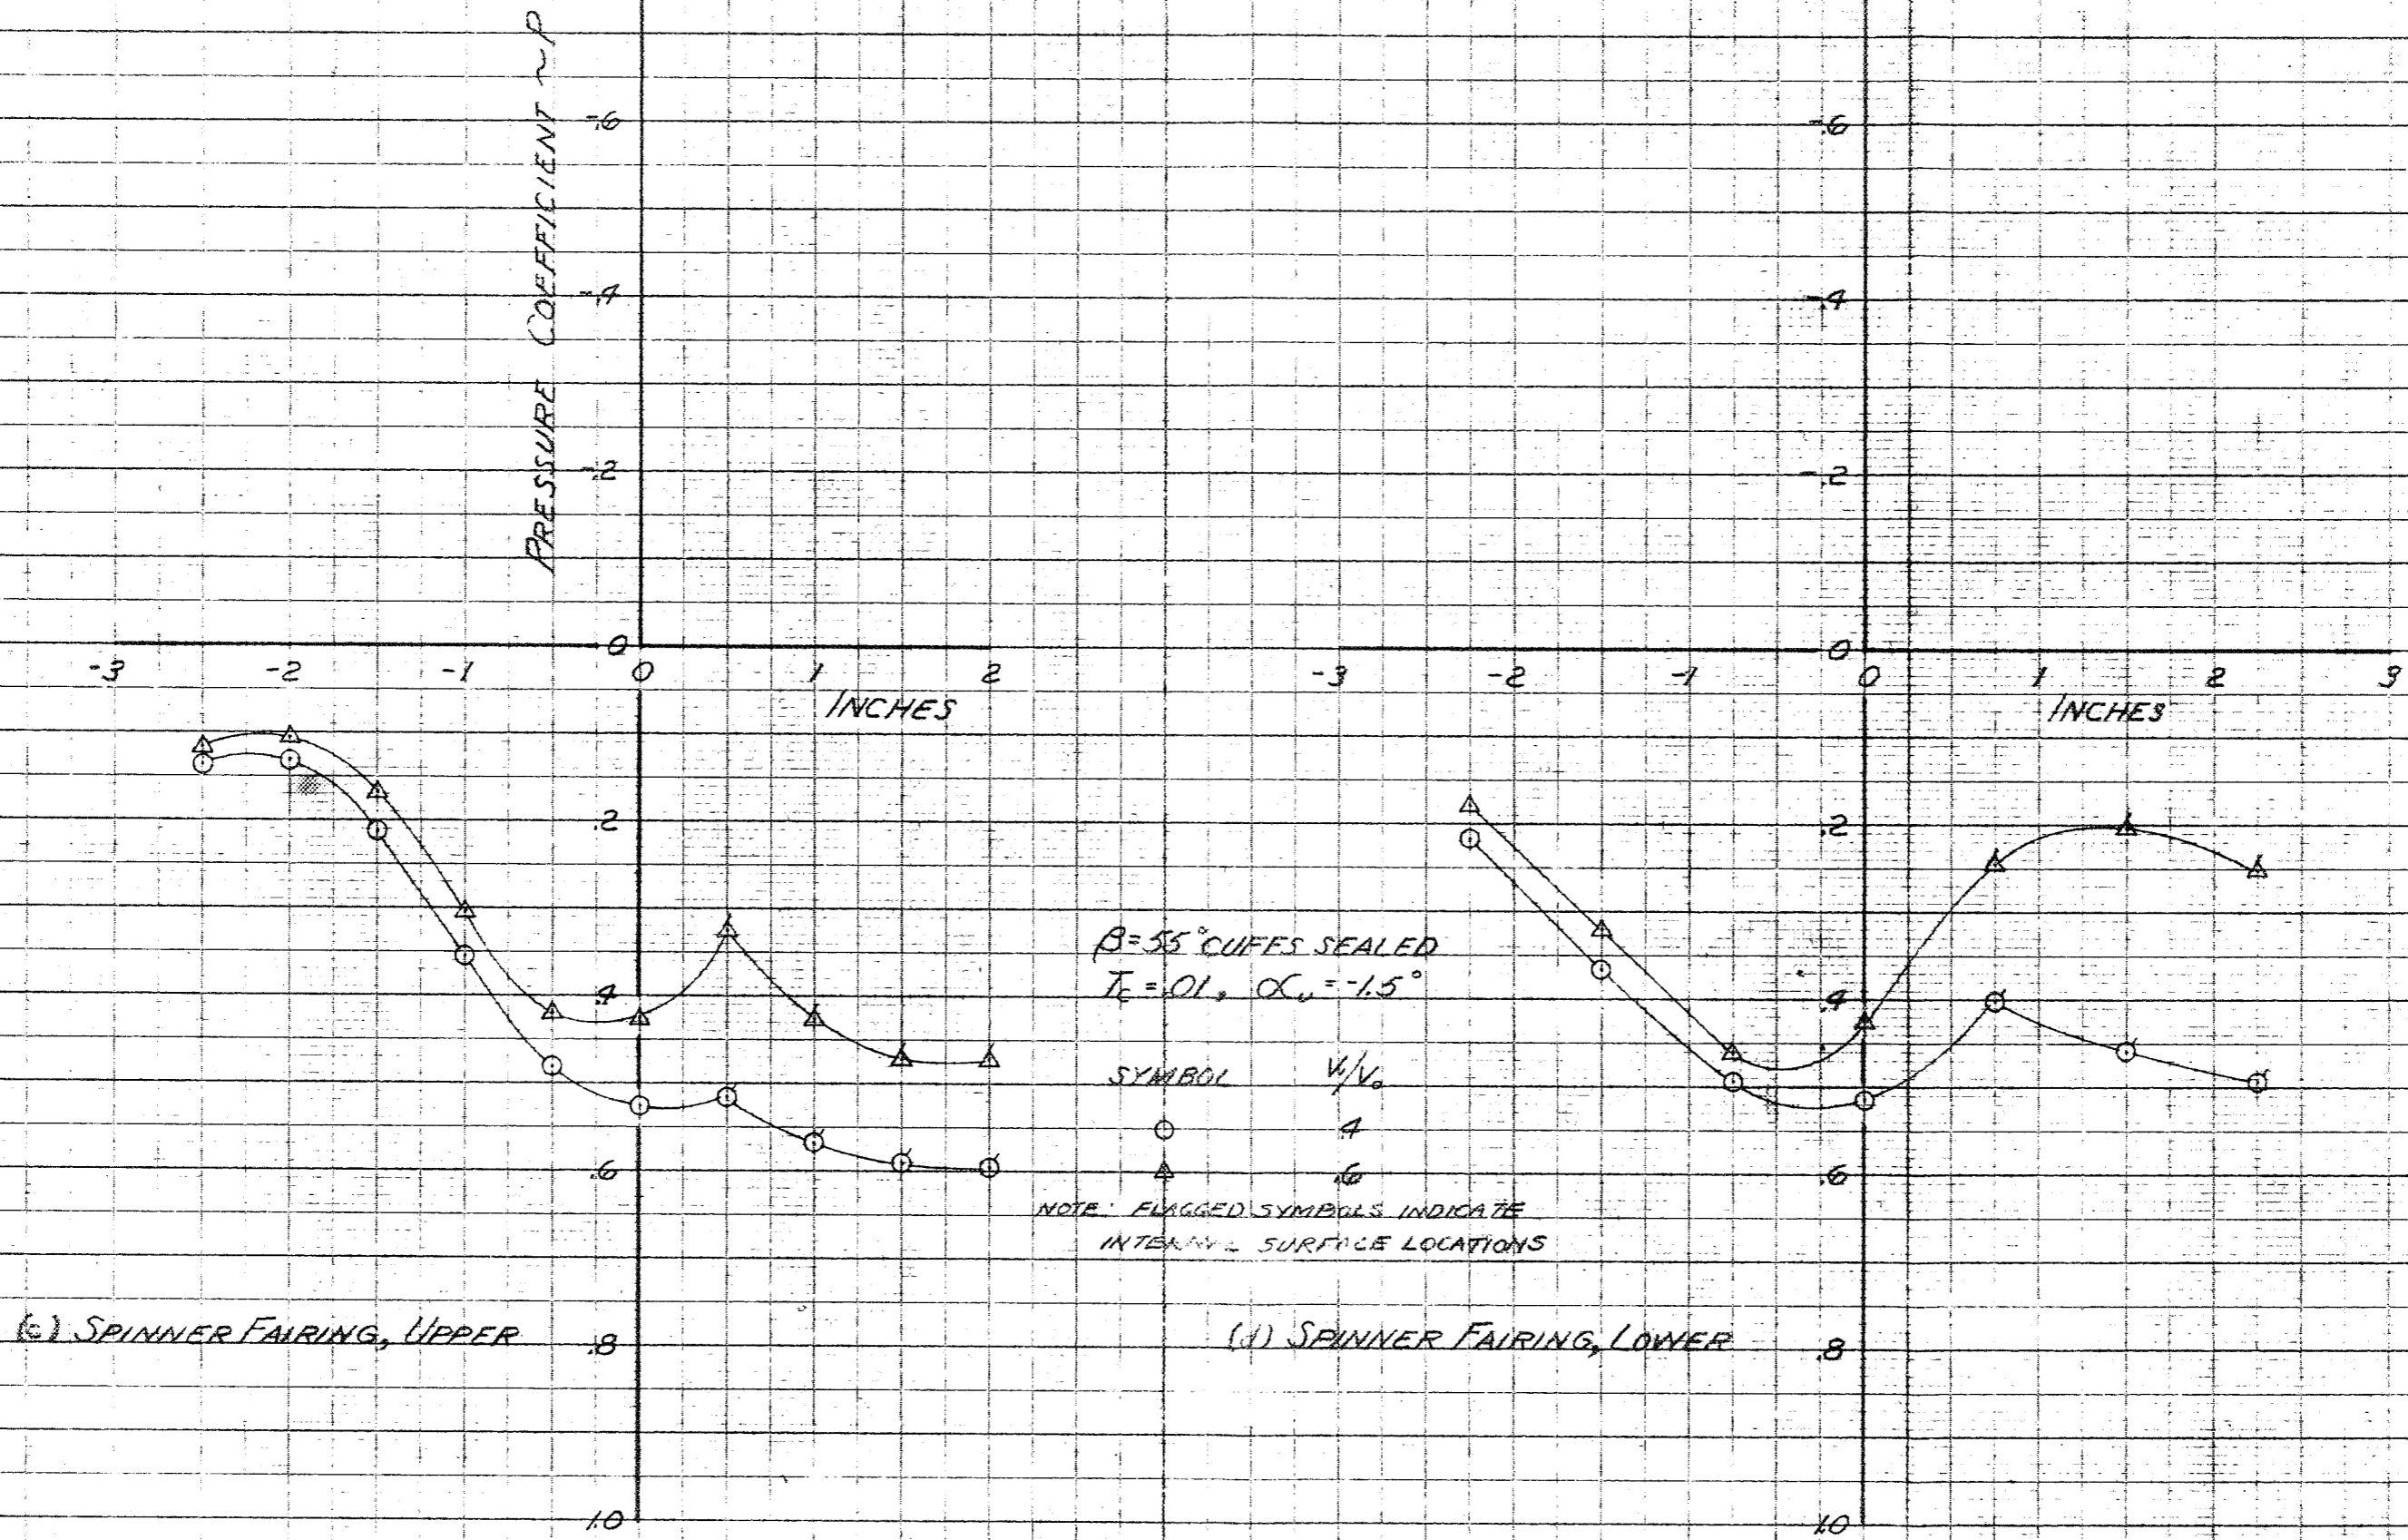 PRESSURE COEFFICIENT ~P
-.6
-.4
-.2
0
-3 -2 -1 0 1 2
INCHES
.2
.4
.6
.8
1.0
(c) SPINNER FAIRING, UPPER
-.6
-.4
-.2
0
-3 -2 -1 0 1 2 3
INCHES
.2
.4
.6
.8
1.0
β=55° CUFFS SEALED
Tc=.01, αu=-1.5°
SYMBOL V₁/V₀
.4
.6
NOTE: FLAGGED SYMBOLS INDICATE
INTERNAL SURFACE LOCATIONS
(d) SPINNER FAIRING, LOWER